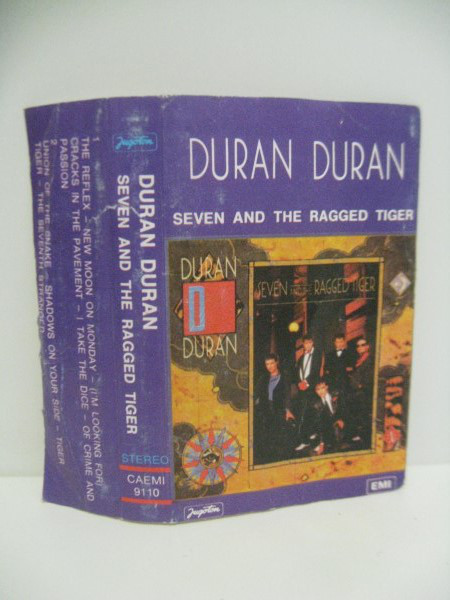 1
THE REFLEX – NEW MOON ON MONDAY – (I'M LOOKING FOR)
CRACKS IN THE PAVEMENT – I TAKE THE DICE – OF CRIME AND
PASSION
2
UNION OF THE SNAKE – SHADOWS ON YOUR SIDE – TIGER
TIGER – THE SEVENTH STRANGER
Jugoton
DURAN DURAN
SEVEN AND THE RAGGED TIGER
STEREO
CAEMI
9110
DURAN DURAN
SEVEN AND THE RAGGED TIGER
DURAN
D
DURAN
SEVEN AND THE RAGGED TIGER
Jugoton
EMI